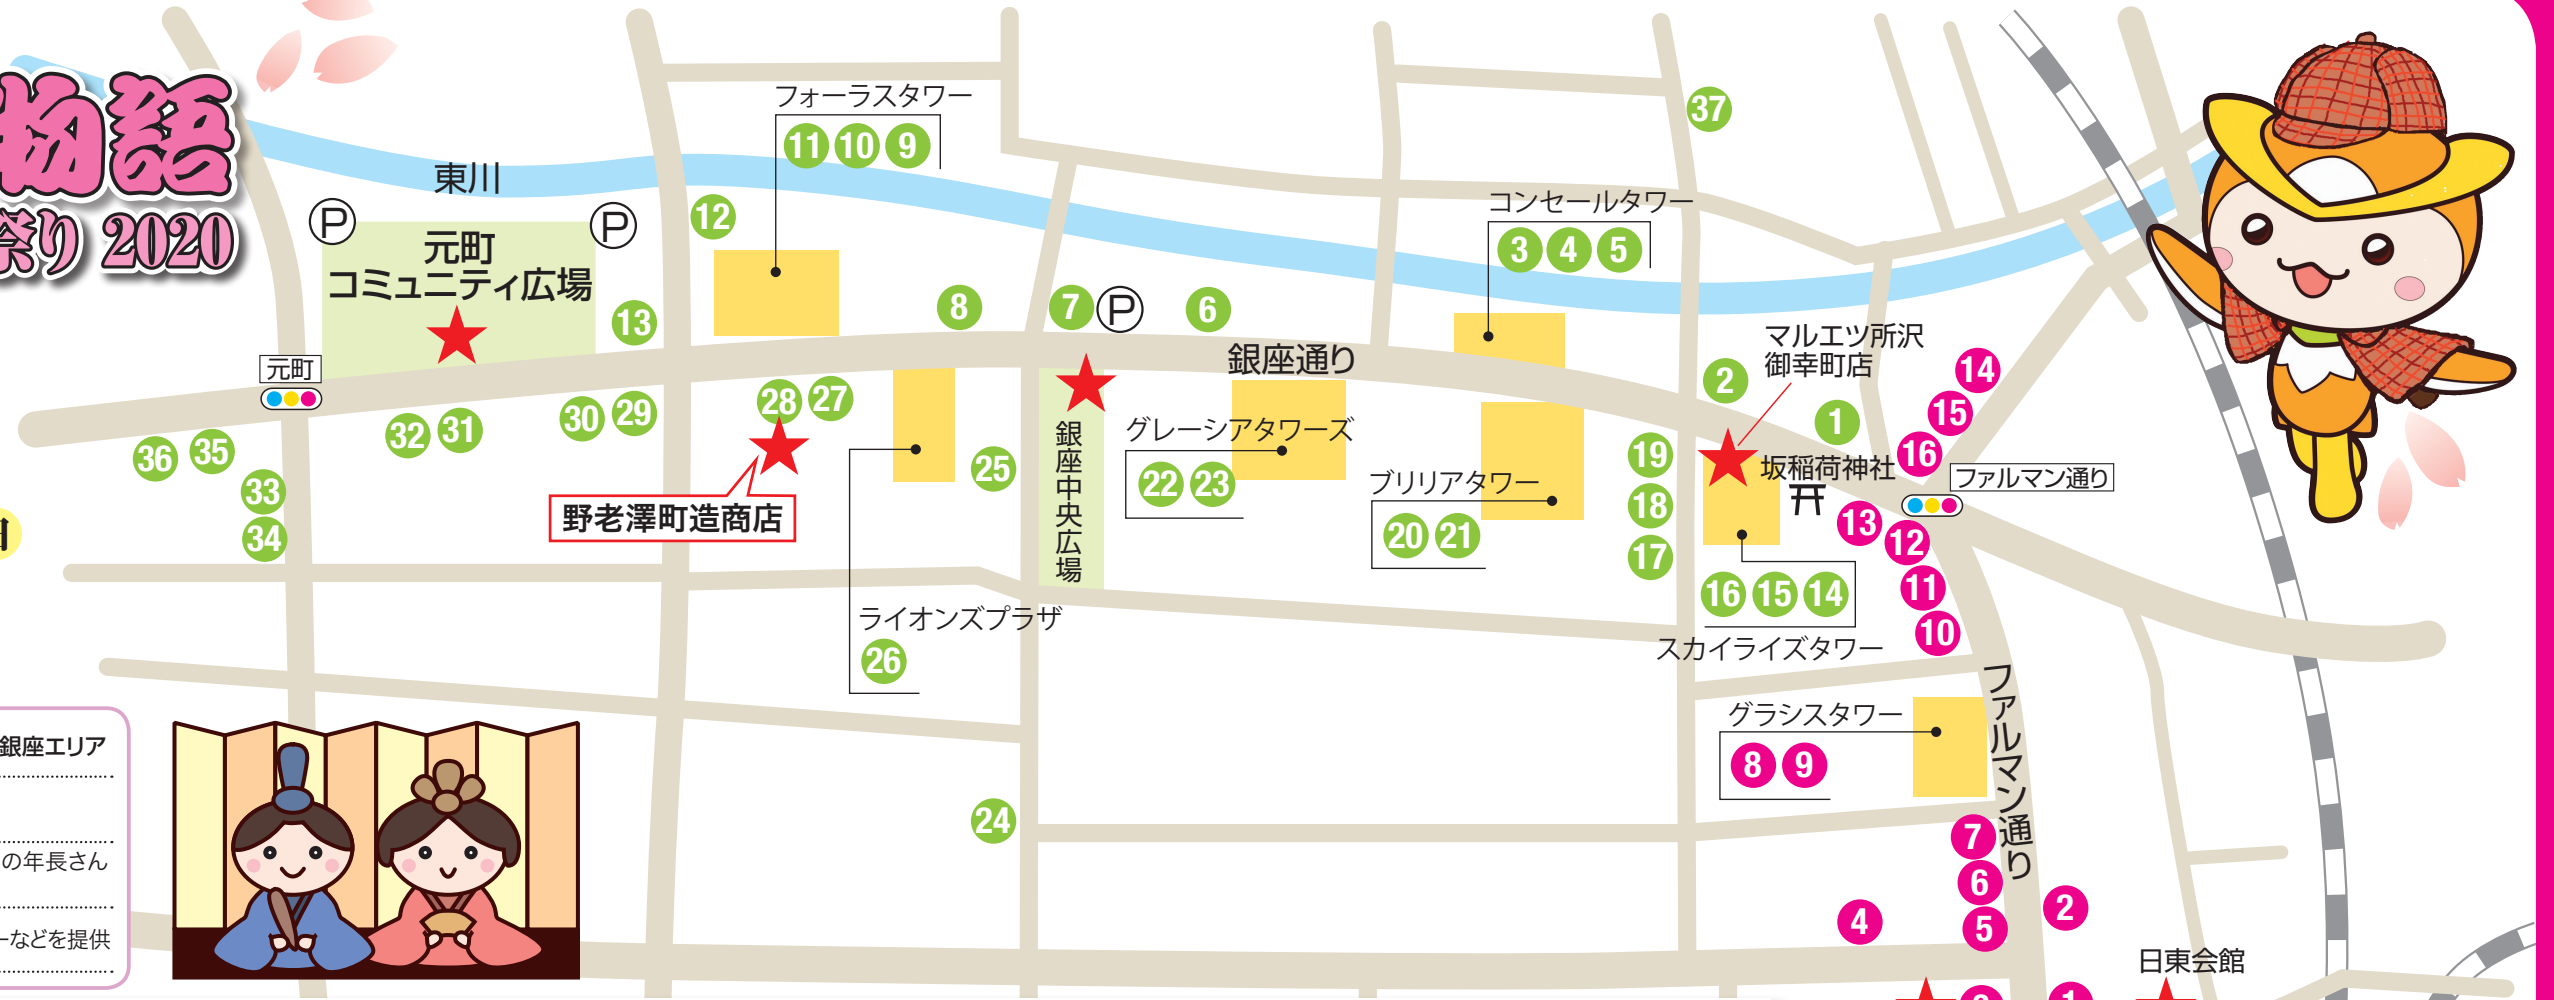 物語
祭り 2020
フォーラスタワー
11 10 9
37
東川
P
P
元町
コミュニティ広場
12
コンセールタワー
3 4 5
13
8
7
P
6
元町
銀座通り
マルエツ所沢
御幸町店
2
14
15
1
16
36 35
32 31
30 29
28 27
33
34
野老澤町造商店
25
銀座中央広場
グレーシアタワーズ
22 23
ブリリアタワー
20 21
19
18
17
坂稲荷神社
ファルマン通り
13
12
11
10
16 15 14
スカイライズタワー
ライオンズプラザ
26
グラシスタワー
8 9
ファルマン通り
24
7
6
5
4
2
日東会館
1
銀座エリア
の年長さん
ーなどを提供